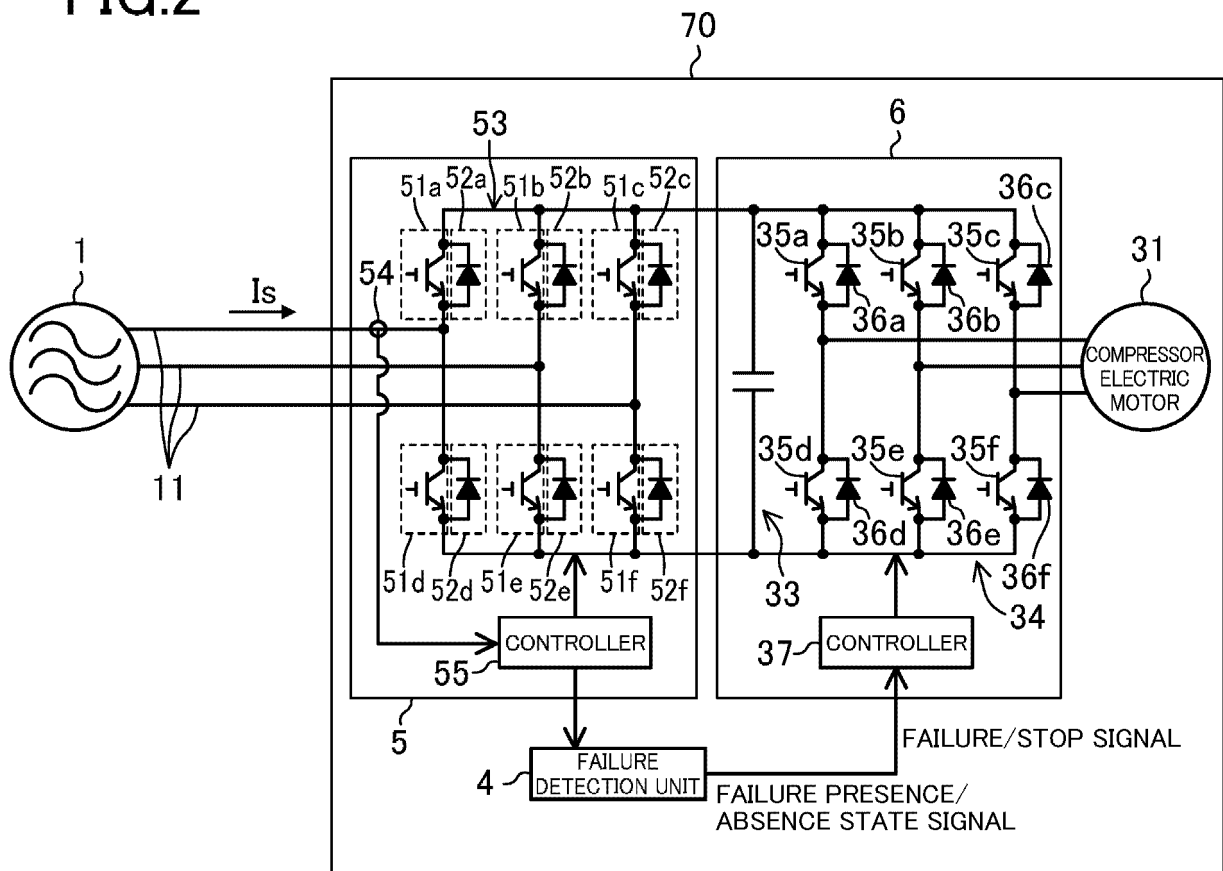 FIG.2
70
53
6
51a 52a 51b 52b 51c 52c
36c
35a 35b 35c
1
54
31
Is
36a 36b
COMPRESSOR
ELECTRIC
MOTOR
35d 35e 35f
11
36d 36e
51d 52d 51e 52e 51f 52f
36f
33
34
CONTROLLER
37 CONTROLLER
55
5
FAILURE/STOP SIGNAL
4 FAILURE
DETECTION UNIT
FAILURE PRESENCE/
ABSENCE STATE SIGNAL